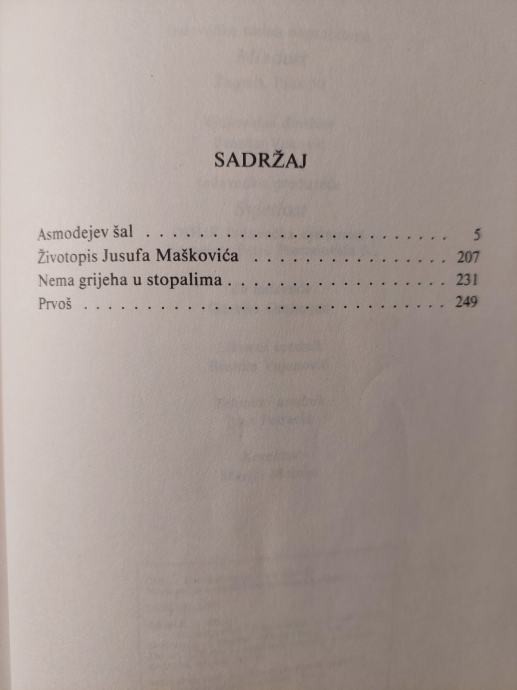 SADRŽAJ
Asmodejev šal . . . . . . . . . . . . . . . . . . . . . . . . . . 5
Životopis Jusufa Maškovića . . . . . . . . . . . . . . . . . 207
Nema grijeha u stopalima . . . . . . . . . . . . . . . . . . . 231
Prvoš . . . . . . . . . . . . . . . . . . . . . . . . . . . . . . . 249